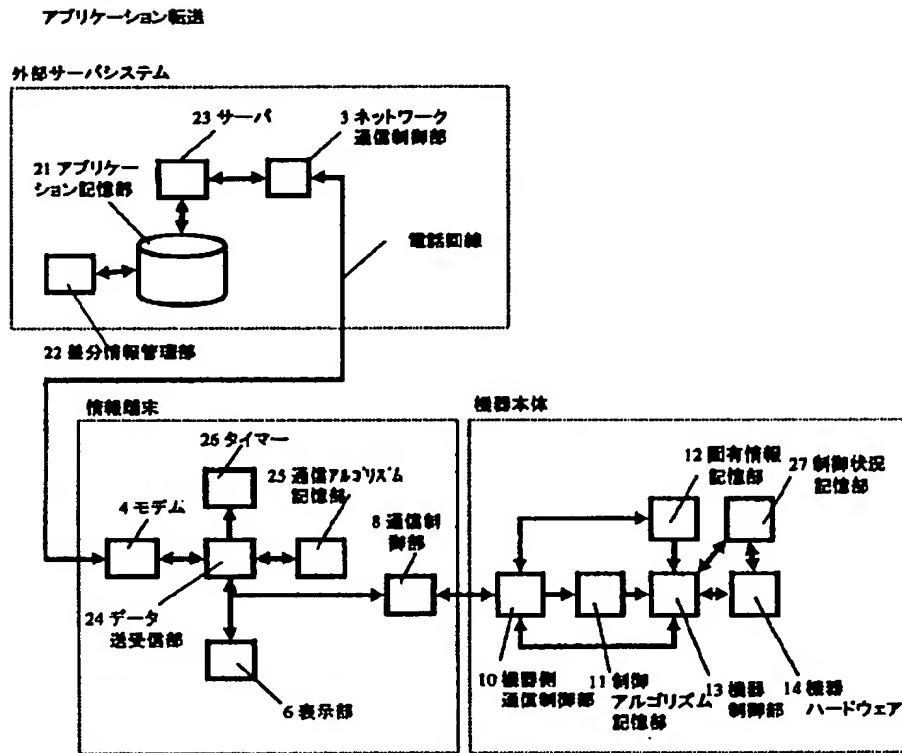 アプリケーション転送
外部サーバシステム
23 サーバ
3 ネットワーク
通信制御部
21 アプリケー
ション記憶部
電話回線
22 差分情報管理部
情報端末
機器本体
26 タイマー
25 通信アルゴリズム
記憶部
4 モデム
8 通信制
御部
12 固有情報
記憶部
27 制御状況
記憶部
24 データ
送受信部
6 表示部
10 機器側
通信制御部
11 制御
アルゴリズム
記憶部
13 機器
制御部
14 機器
ハードウェア